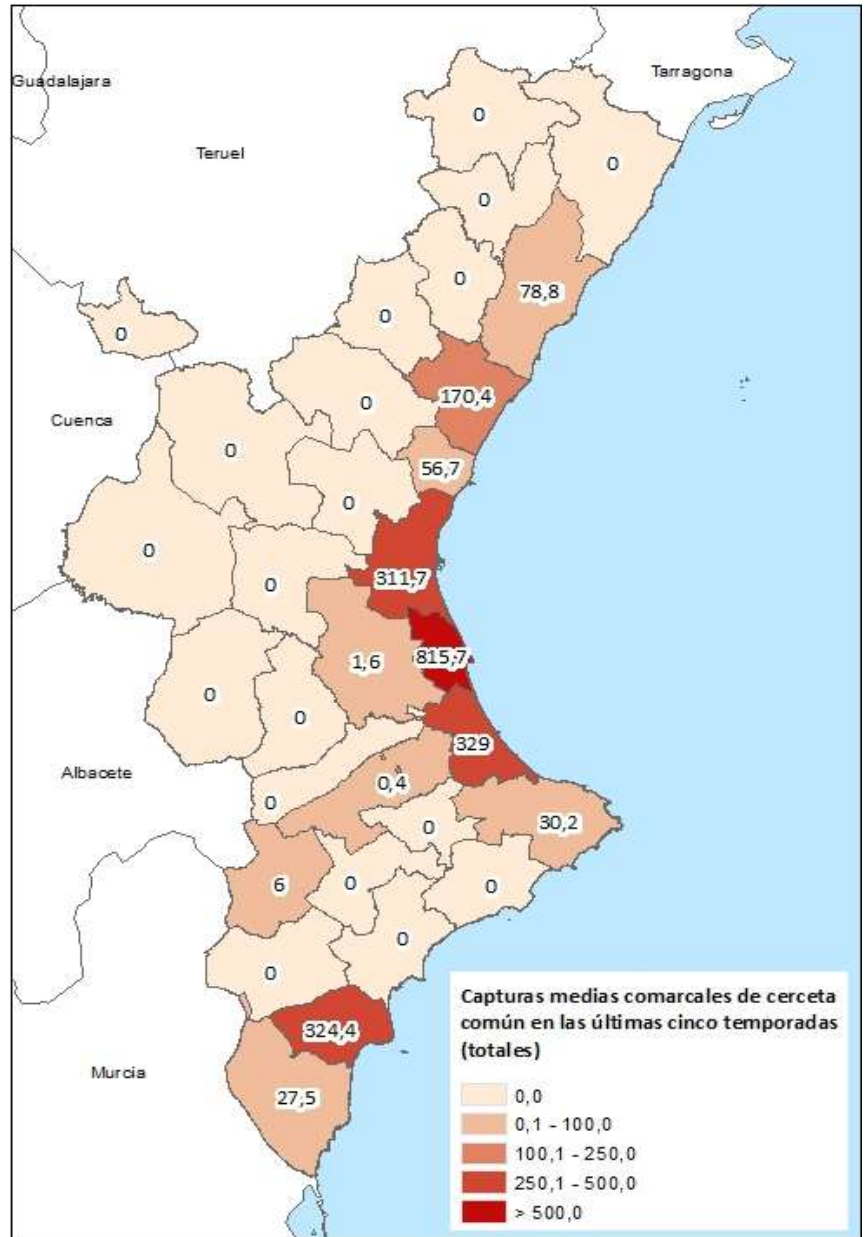 Tarragona
Guadalajara
0
Teruel
0
0
0
78,8
0
0
Cuenca
170,4
0
0
56,7
0
0
311,7
0
1,6
815,7
0
0
329
Albacete
0,4
0
30,2
0
6
0
0
0
0
324,4
Murcia
27,5
Capturas medias comarcales de cerceta
común en las últimas cinco temporadas
(totales)
0,0
0,1 - 100,0
100,1 - 250,0
250,1 - 500,0
> 500,0